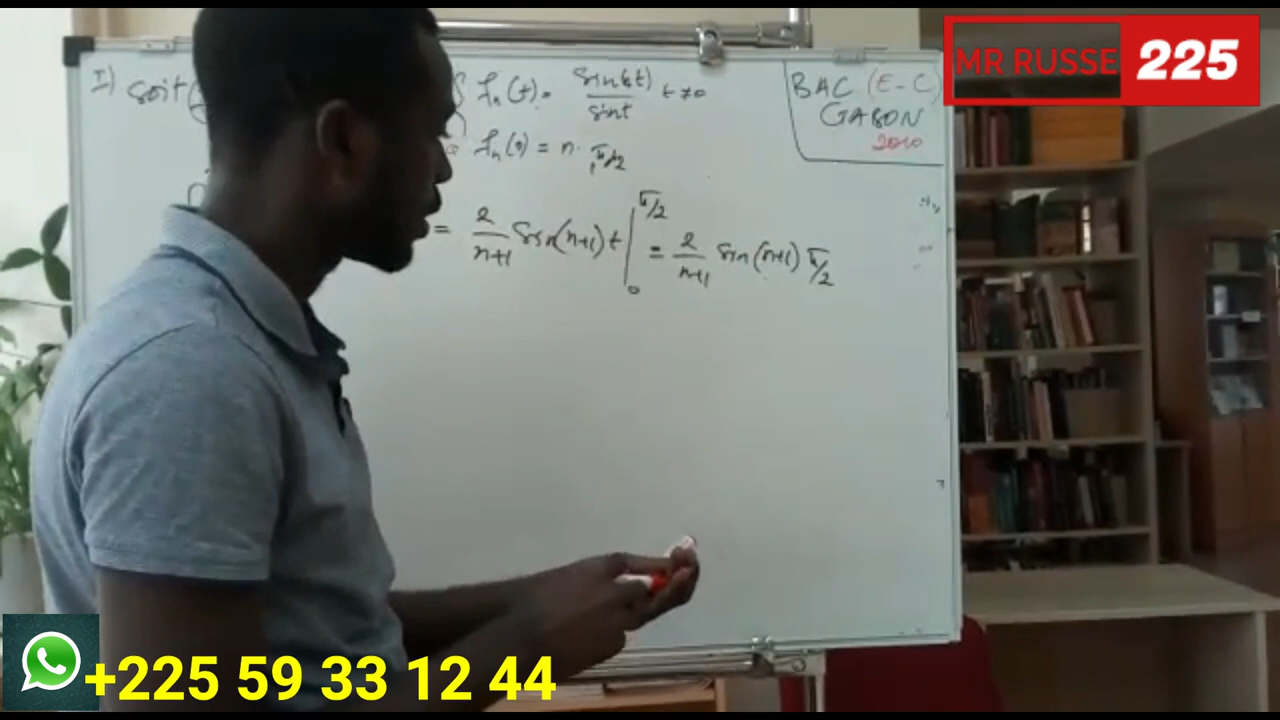 MR RUSSE 225
I) Soit fn(t) = sin(nt)/sint t≠0
BAC (E-C)
GABON
2010
fn(0) = n.
π/2
= 2/n+1 sin(n+1)t |₀^π/2 = 2/n+1 sin(n+1) π/2
+225 59 33 12 44